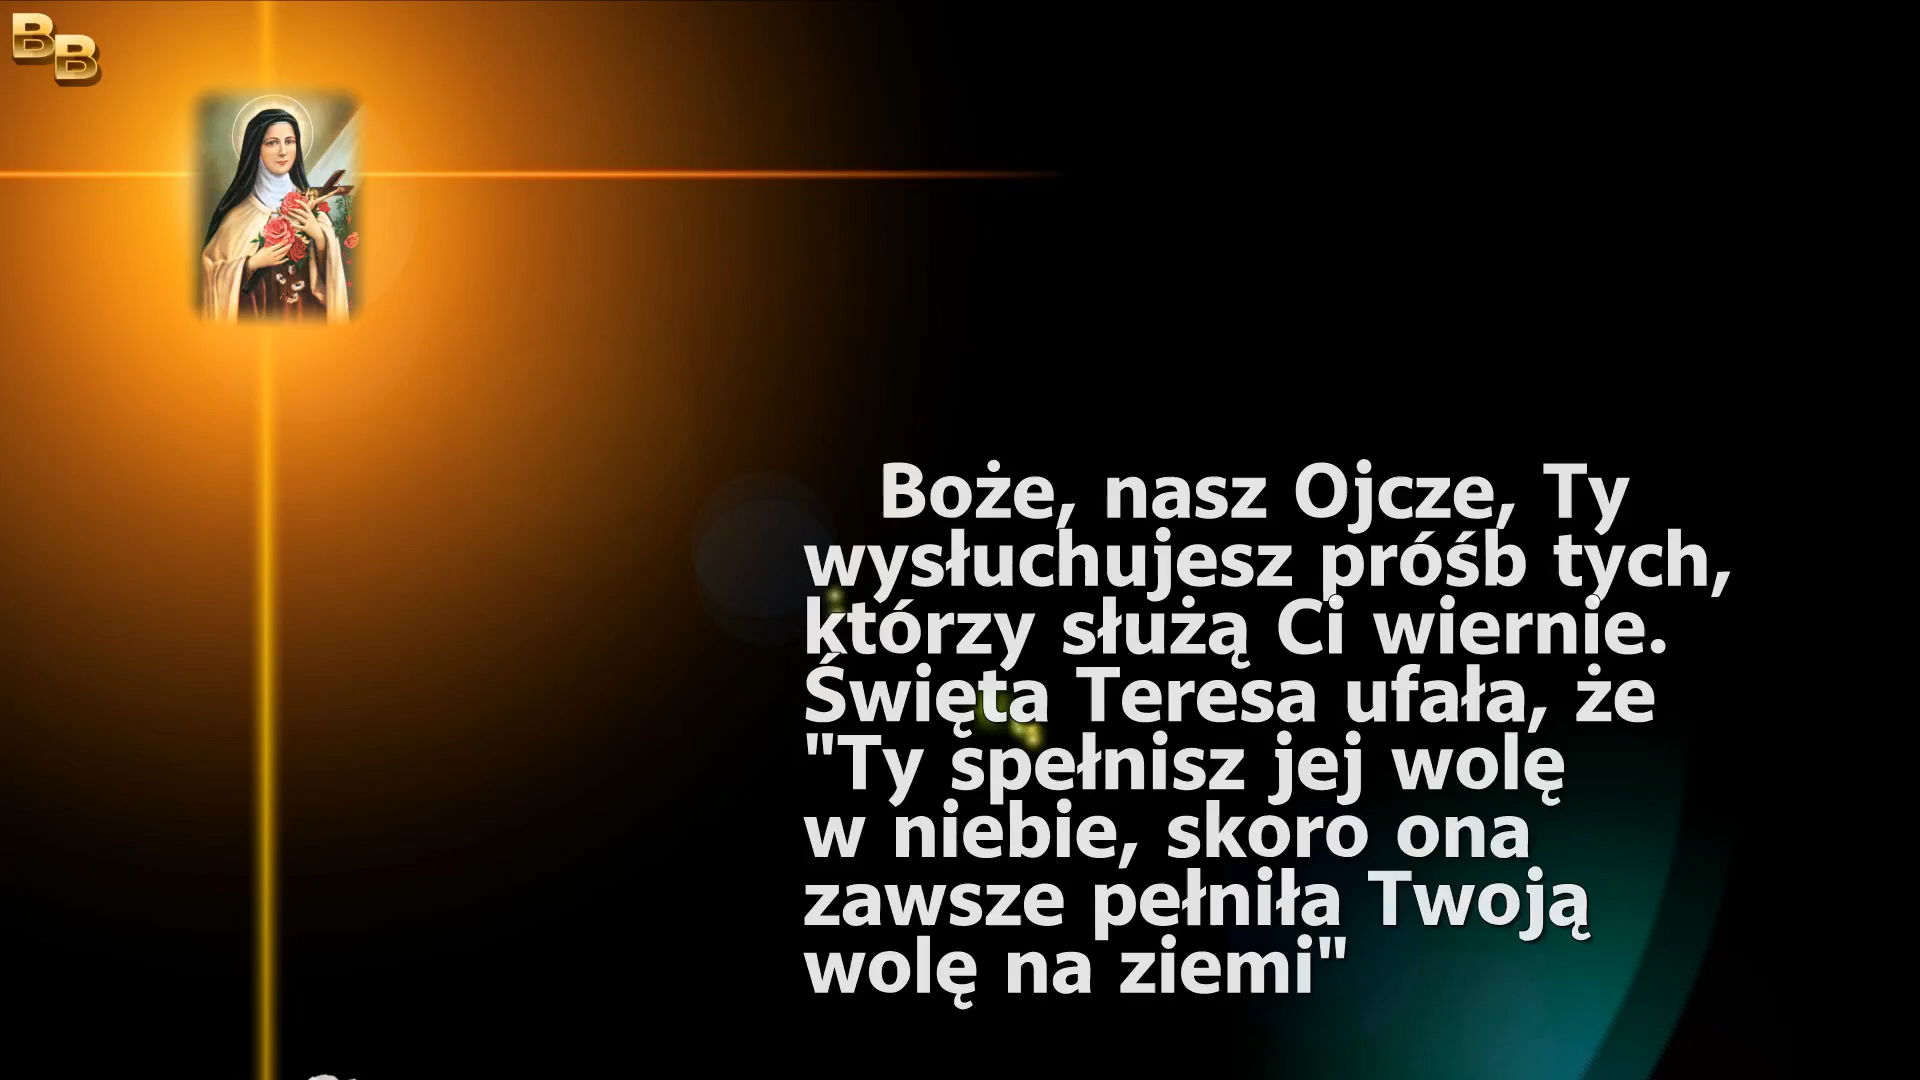 BB
Boże, nasz Ojcze, Ty
wysłuchujesz próśb tych,
którzy służą Ci wiernie.
Święta Teresa ufała, że
"Ty spełnisz jej wolę
w niebie, skoro ona
zawsze pełniła Twoją
wolę na ziemi"